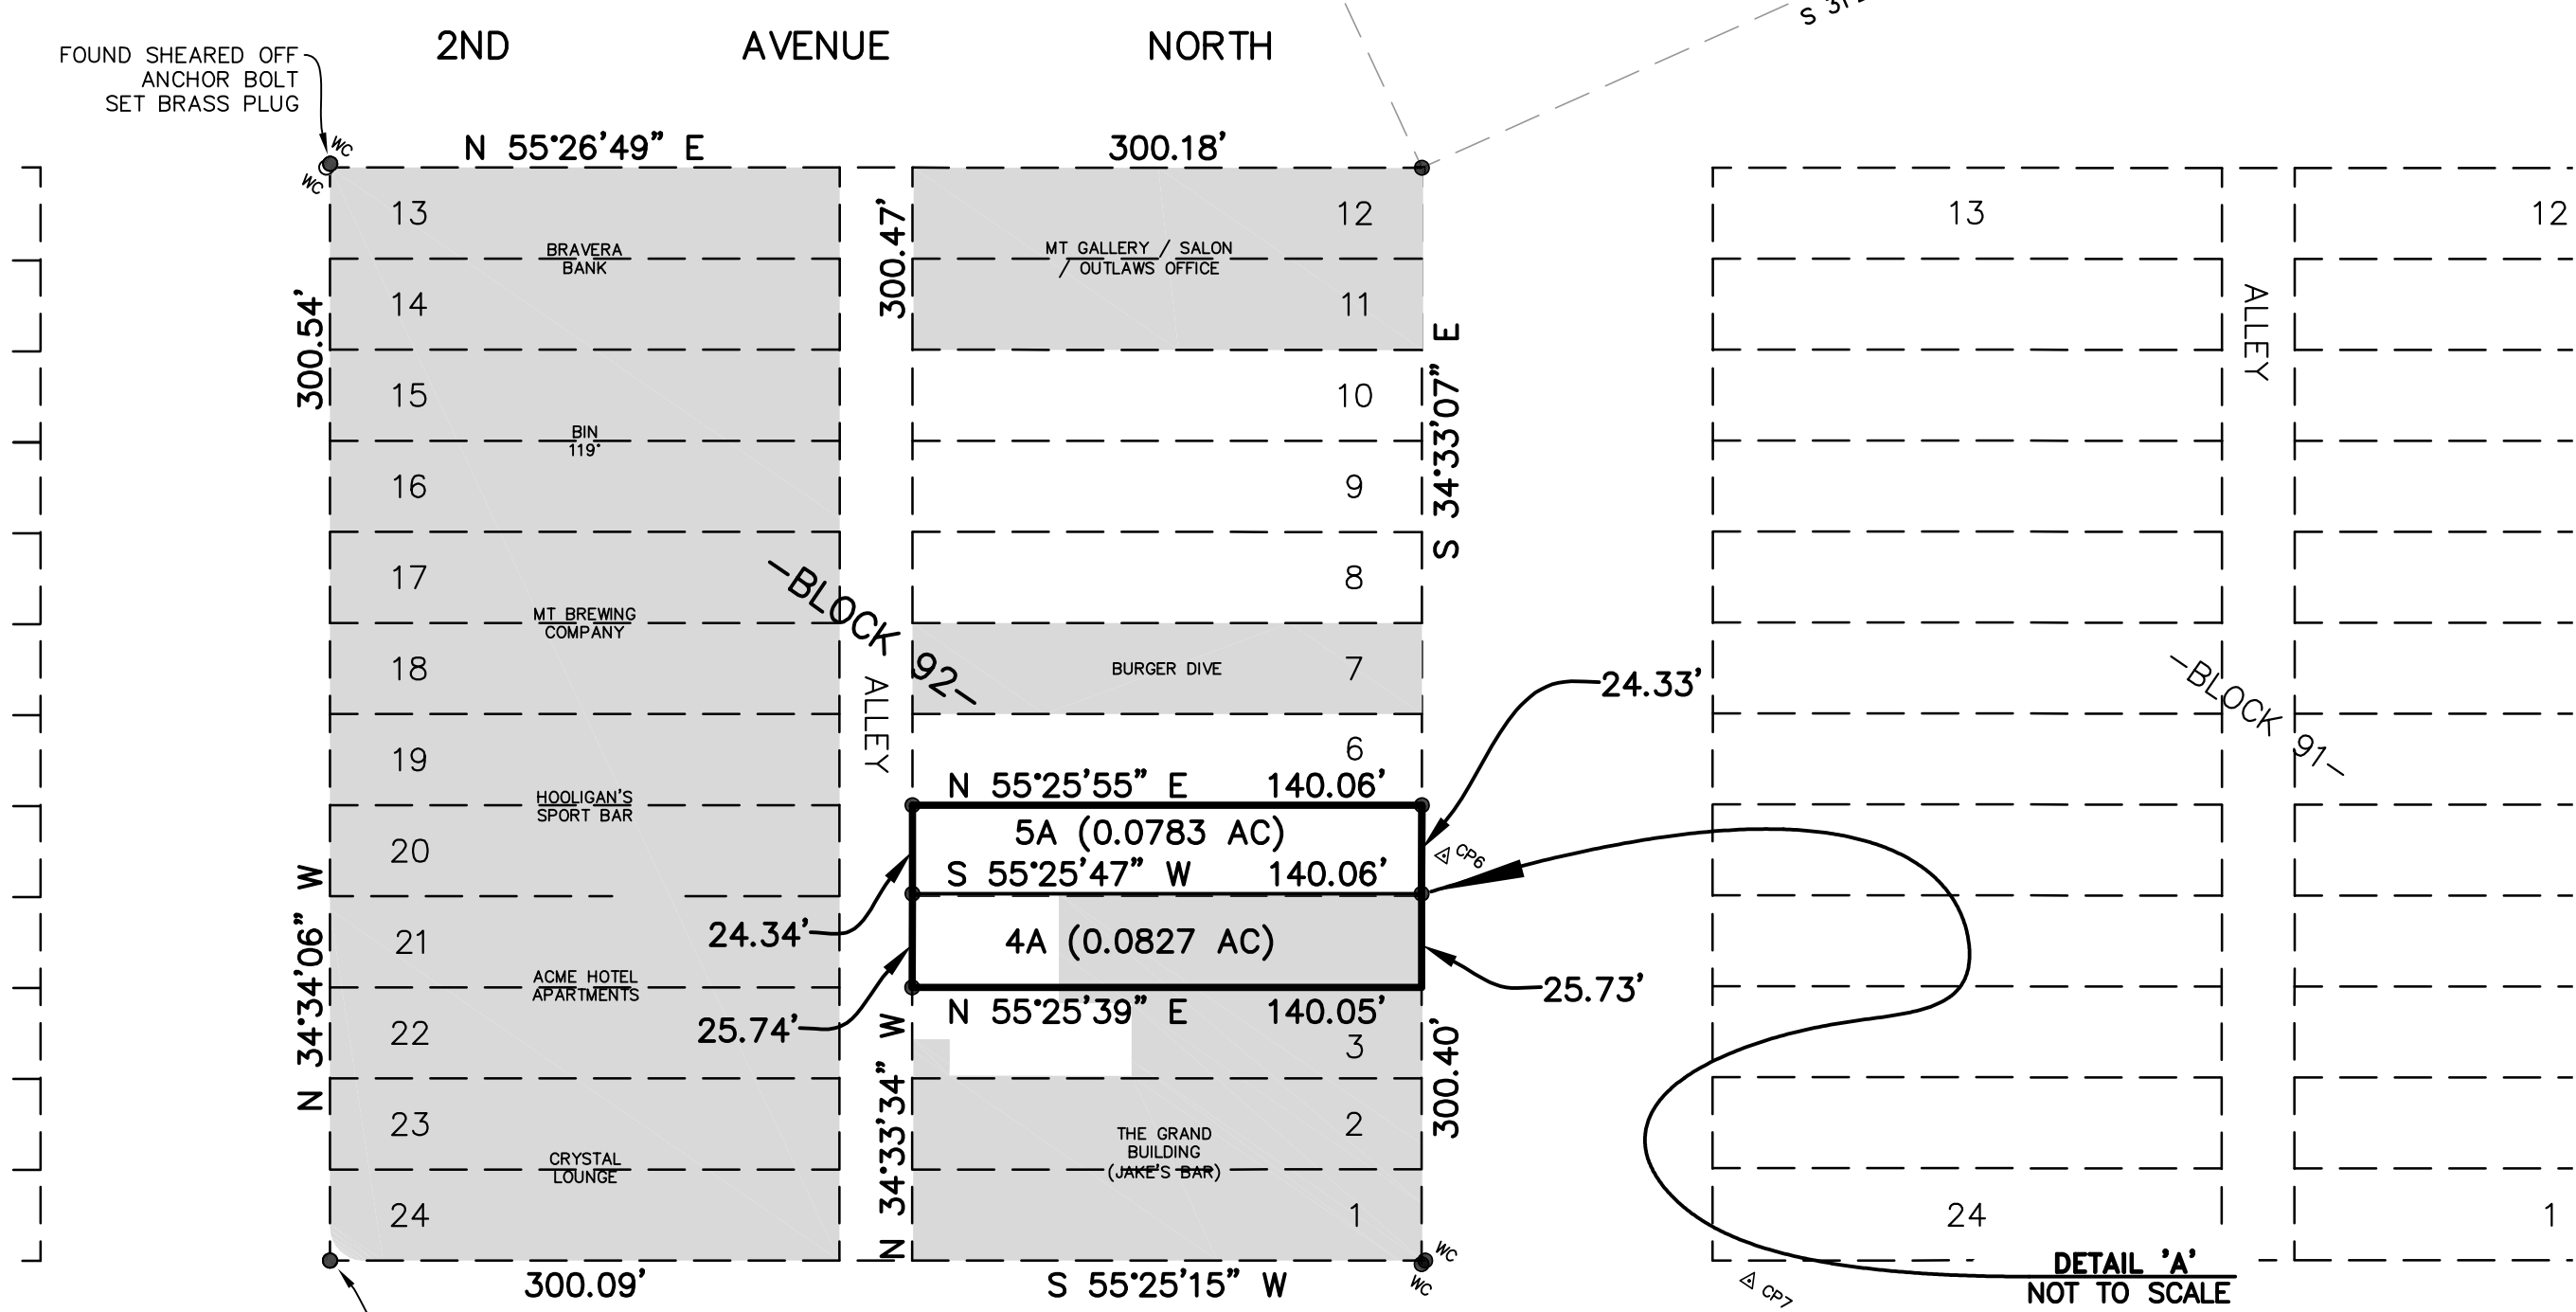 2ND AVENUE NORTH
FOUND SHEARED OFF
ANCHOR BOLT
SET BRASS PLUG
WC
WC
N 55°26'49" E 300.18'
300.54'
N 34°34'06" W
13
BRAVERA
BANK
14
15
BIN
119°
16
17
MT BREWING
COMPANY
18
19
HOOLIGAN'S
SPORT BAR
20
21
ACME HOTEL
APARTMENTS
22
23
CRYSTAL
LOUNGE
24
300.09'
-BLOCK 92-
ALLEY
300.47'
N 34°33'34" W
12
MT GALLERY / SALON
/ OUTLAWS OFFICE
11
10
9
8
BURGER DIVE 7
6
N 55°25'55" E 140.06'
5A (0.0783 AC)
S 55°25'47" W 140.06'
4A (0.0827 AC)
N 55°25'39" E 140.05'
3
2
THE GRAND
BUILDING
(JAKE'S BAR)
1
S 55°25'15" W
24.34'
25.74'
S 34°33'07" E
300.40'
24.33'
CP6
25.73'
WC
WC
13
ALLEY
12
-BLOCK 91-
24
1
CP7
DETAIL 'A'
NOT TO SCALE